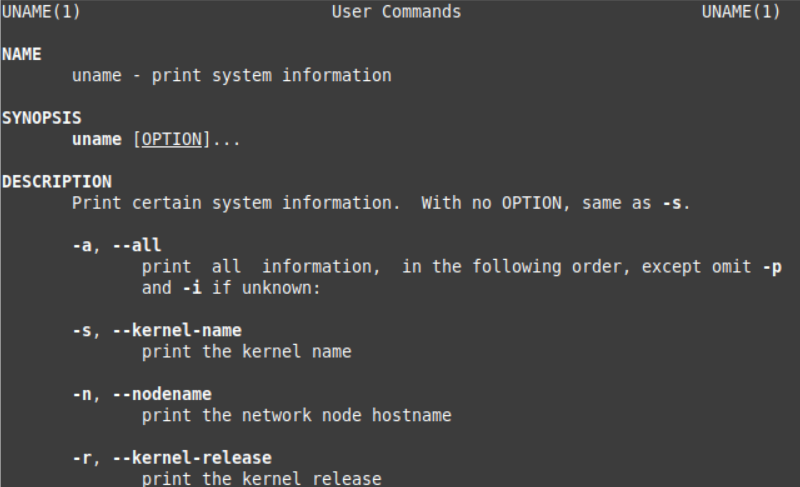 UNAME(1) User Commands UNAME(1)
NAME
uname - print system information
SYNOPSIS
uname [OPTION]...
DESCRIPTION
Print certain system information.  With no OPTION, same as -s.
-a, --all
print  all  information,  in the following order, except omit -p
and -i if unknown:
-s, --kernel-name
print the kernel name
-n, --nodename
print the network node hostname
-r, --kernel-release
print the kernel release